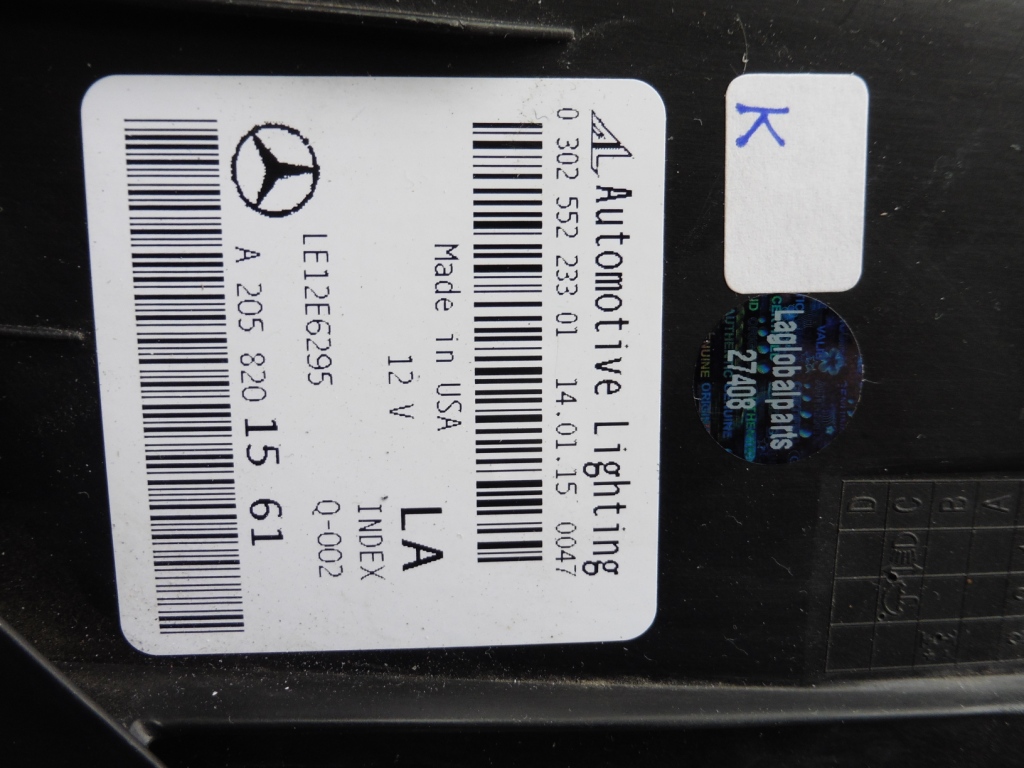 Automotive Lighting
0 302 552 233 01 14.01.15 0047
Made in USA
LA
12 V
INDEX
LE12E6295
Q-002
A 205 820 15 61
K
Laglobalparts
27408
A
B
C
D